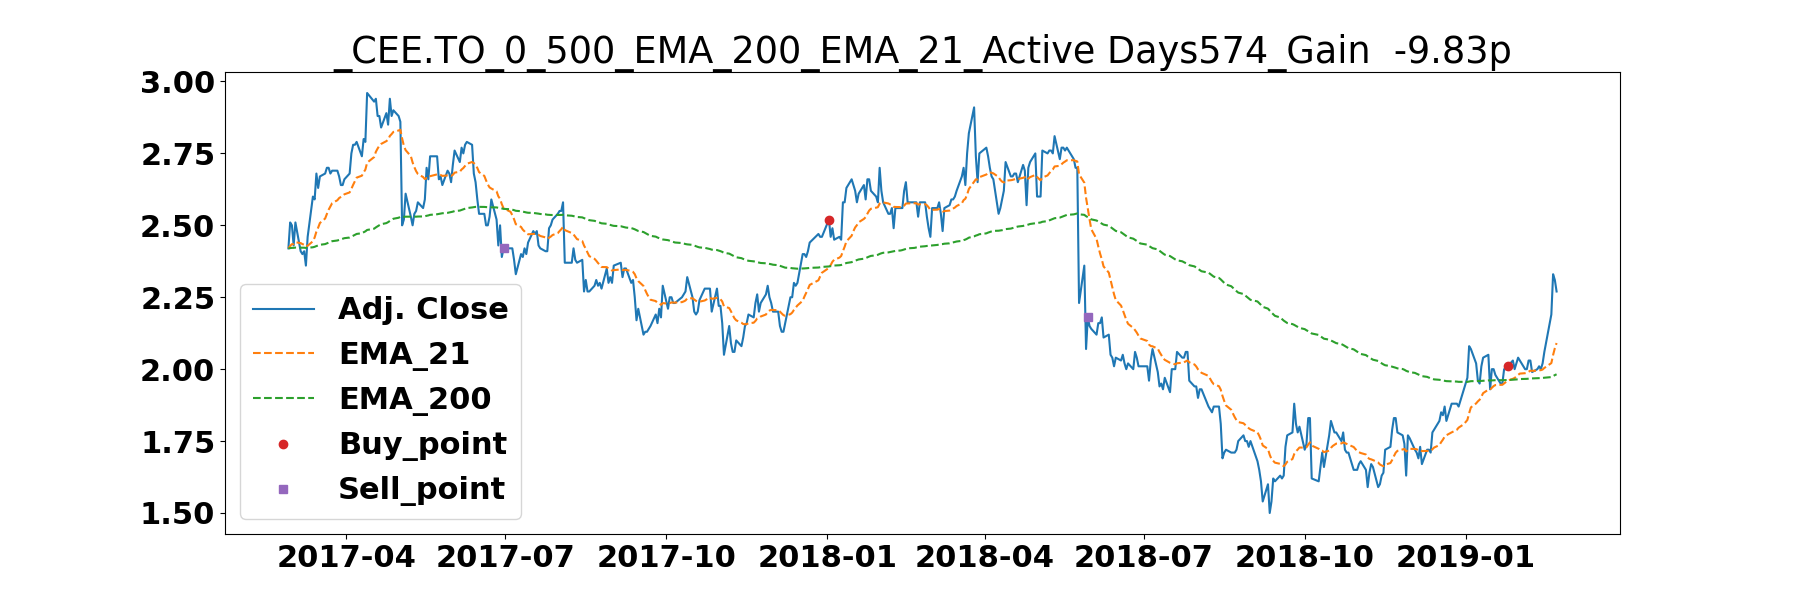 _CEE.TO_0_500_EMA_200_EMA_21_Active Days574_Gain  -9.83p
3.00
2.75
2.50
2.25
2.00
1.75
1.50
Adj. Close
EMA_21
EMA_200
Buy_point
Sell_point
2017-04 2017-07 2017-10 2018-01 2018-04 2018-07 2018-10 2019-01